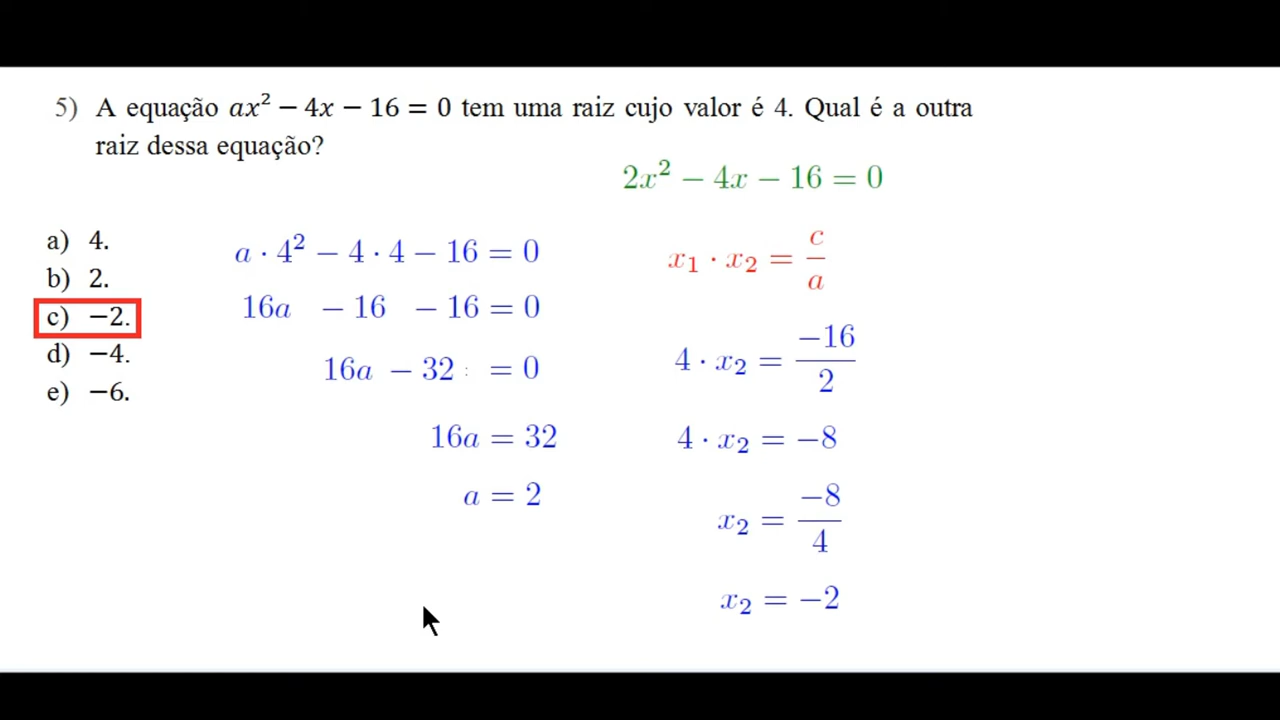 5) A equação ax² − 4x − 16 = 0 tem uma raiz cujo valor é 4. Qual é a outra
raiz dessa equação?
a) 4.
b) 2.
c) −2.
d) −4.
e) −6.
a · 4² − 4 · 4 − 16 = 0
16a − 16 − 16 = 0
16a − 32 = 0
16a = 32
a = 2
2x² − 4x − 16 = 0
x₁ · x₂ = c/a
4 · x₂ = −16/2
4 · x₂ = −8
x₂ = −8/4
x₂ = −2